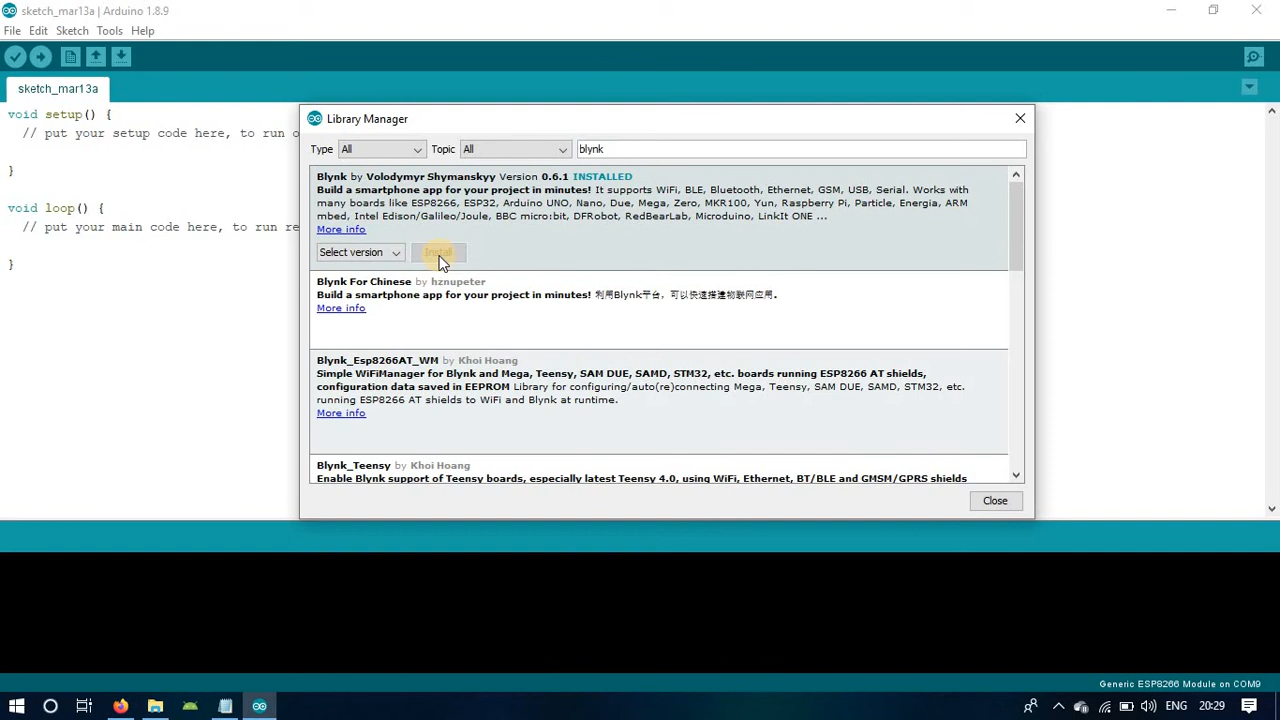 sketch_mar13a | Arduino 1.8.9
File Edit Sketch Tools Help
sketch_mar13a
void setup() {
// put your setup code here, to run
}
void loop() {
// put your main code here, to run
}
Library Manager
Type All Topic All blynk
Blynk by Volodymyr Shymanskyy Version 0.6.1 INSTALLED
Build a smartphone app for your project in minutes! It supports WiFi, BLE, Bluetooth, Ethernet, GSM, USB, Serial. Works with
many boards like ESP8266, ESP32, Arduino UNO, Nano, Due, Mega, Zero, MKR100, Yun, Raspberry Pi, Particle, Energia, ARM
mbed, Intel Edison/Galileo/Joule, BBC micro:bit, DFRobot, RedBearLab, Microduino, LinkIt ONE ...
More info
Select version Install
Blynk For Chinese by hznupeter
Build a smartphone app for your project in minutes! 利用Blynk平台，可以快速搭建物联网应用。
More info
Blynk_Esp8266AT_WM by Khoi Hoang
Simple WiFiManager for Blynk and Mega, Teensy, SAM DUE, SAMD, STM32, etc. boards running ESP8266 AT shields,
configuration data saved in EEPROM Library for configuring/auto(re)connecting Mega, Teensy, SAM DUE, SAMD, STM32, etc.
running ESP8266 AT shields to WiFi and Blynk at runtime.
More info
Blynk_Teensy by Khoi Hoang
Enable Blynk support of Teensy boards, especially latest Teensy 4.0, using WiFi, Ethernet, BT/BLE and GMSM/GPRS shields
Close
Generic ESP8266 Module on COM9
ENG 20:29